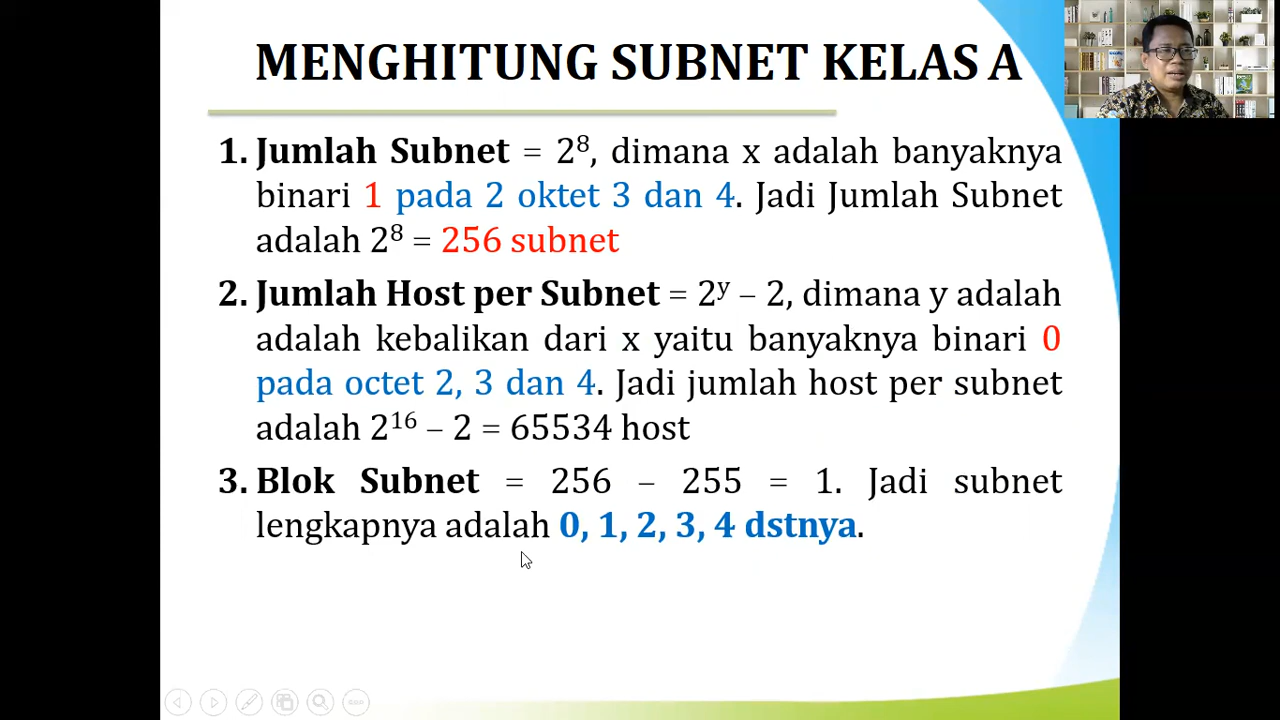 MENGHITUNG SUBNET KELAS A
1. Jumlah Subnet = 2⁸, dimana x adalah banyaknya
binari 1 pada 2 oktet 3 dan 4. Jadi Jumlah Subnet
adalah 2⁸ = 256 subnet
2. Jumlah Host per Subnet = 2ʸ – 2, dimana y adalah
adalah kebalikan dari x yaitu banyaknya binari 0
pada octet 2, 3 dan 4. Jadi jumlah host per subnet
adalah 2¹⁶ – 2 = 65534 host
3. Blok Subnet = 256 – 255 = 1. Jadi subnet
lengkapnya adalah 0, 1, 2, 3, 4 dstnya.